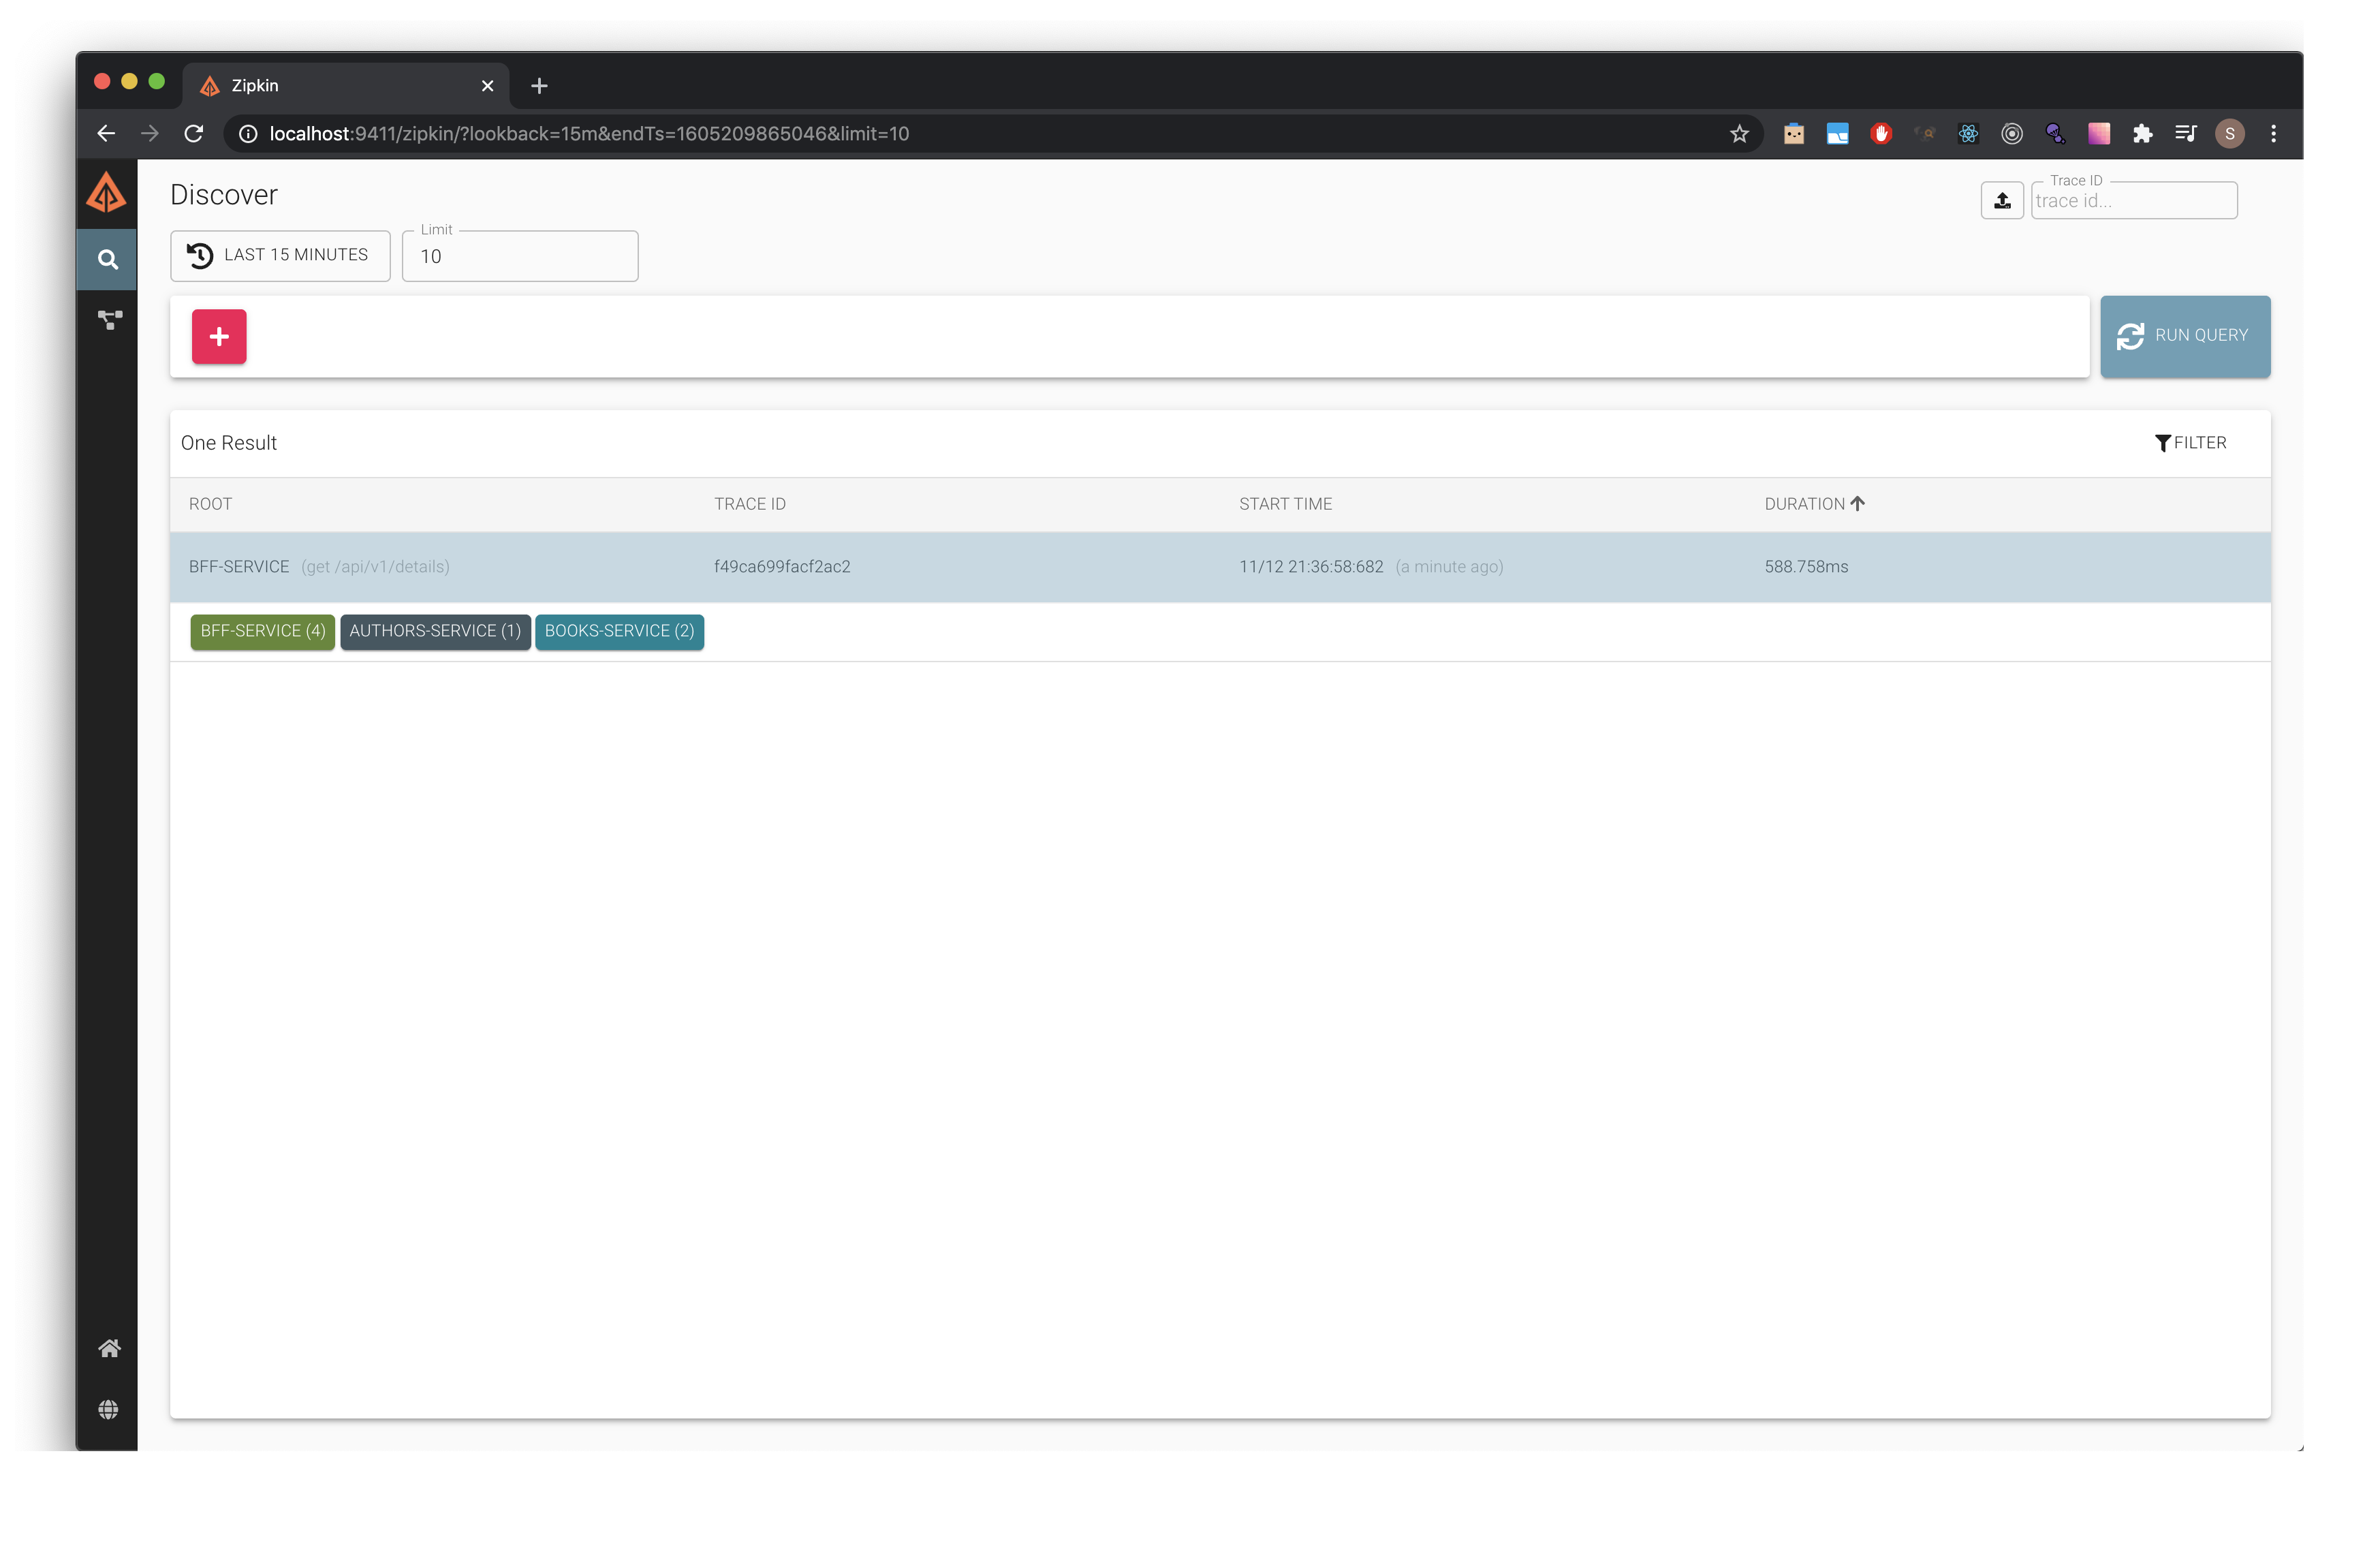 Zipkin
localhost:9411/zipkin/?lookback=15m&endTs=1605209865046&limit=10
S
Discover
Trace ID
trace id...
LAST 15 MINUTES
Limit
10
RUN QUERY
One Result
FILTER
ROOT TRACE ID START TIME DURATION
BFF-SERVICE (get /api/v1/details) f49ca699facf2ac2 11/12 21:36:58:682 (a minute ago) 588.758ms
BFF-SERVICE (4) AUTHORS-SERVICE (1) BOOKS-SERVICE (2)